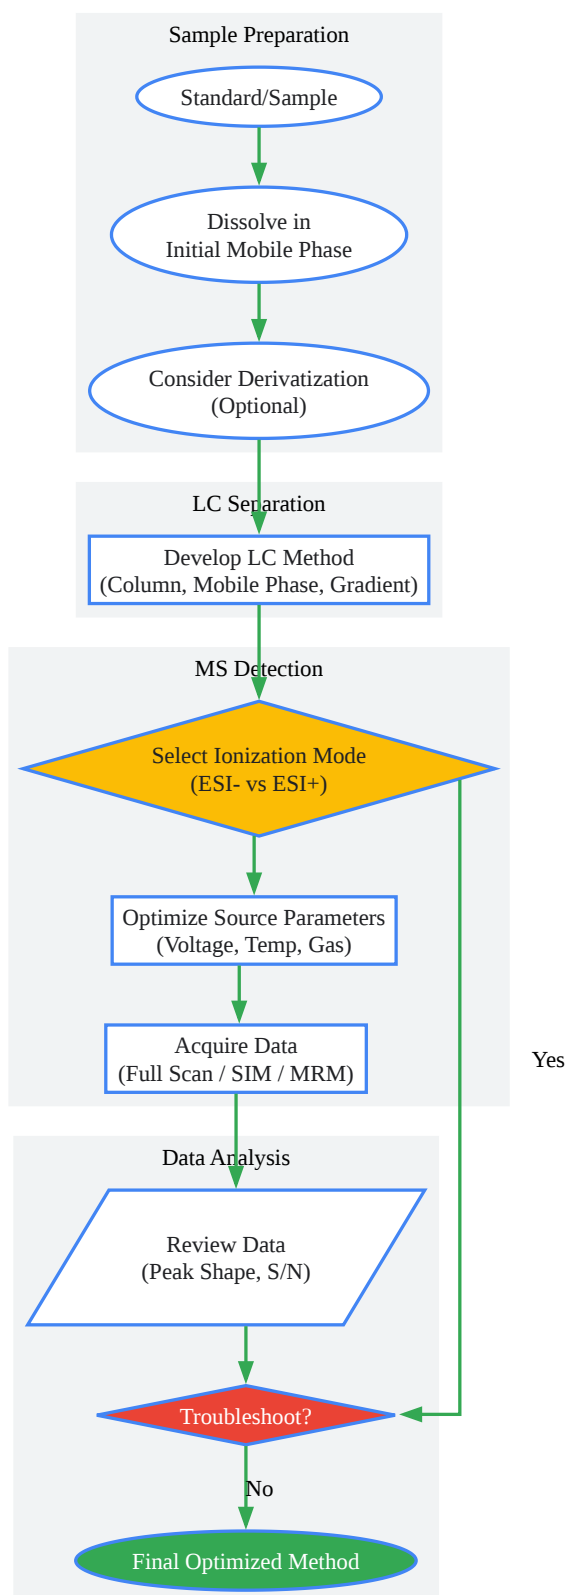 Sample Preparation
Standard/Sample
Dissolve in
Initial Mobile Phase
Consider Derivatization
(Optional)
LC Separation
Develop LC Method
(Column, Mobile Phase, Gradient)
MS Detection
Select Ionization Mode
(ESI- vs ESI+)
Optimize Source Parameters
(Voltage, Temp, Gas)
Acquire Data
(Full Scan / SIM / MRM)
Yes
Data Analysis
Review Data
(Peak Shape, S/N)
Troubleshoot?
No
Final Optimized Method